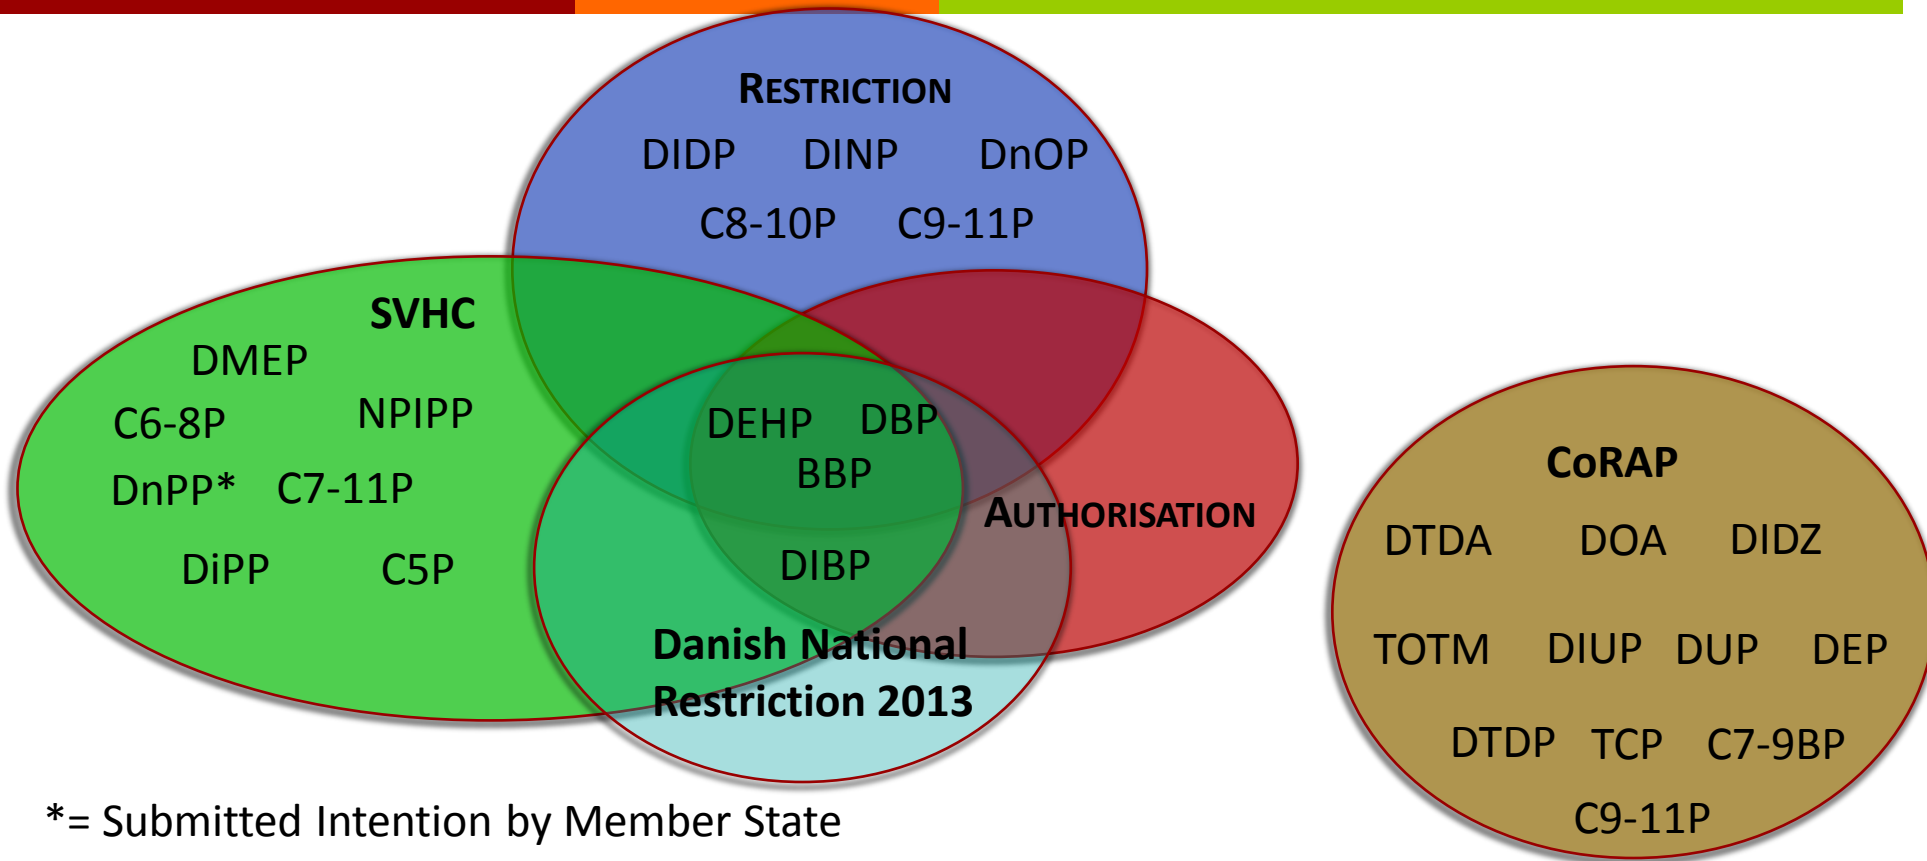 RESTRICTION
DIDP DINP DnOP
C8-10P C9-11P
SVHC
DMEP
C6-8P NPIPP
DnPP* C7-11P
DiPP C5P
DEHP DBP
BBP
DIBP
AUTHORISATION
Danish National
Restriction 2013
CoRAP
DTDA DOA DIDZ
TOTM DIUP DUP DEP
DTDP TCP C7-9BP
C9-11P
*= Submitted Intention by Member State